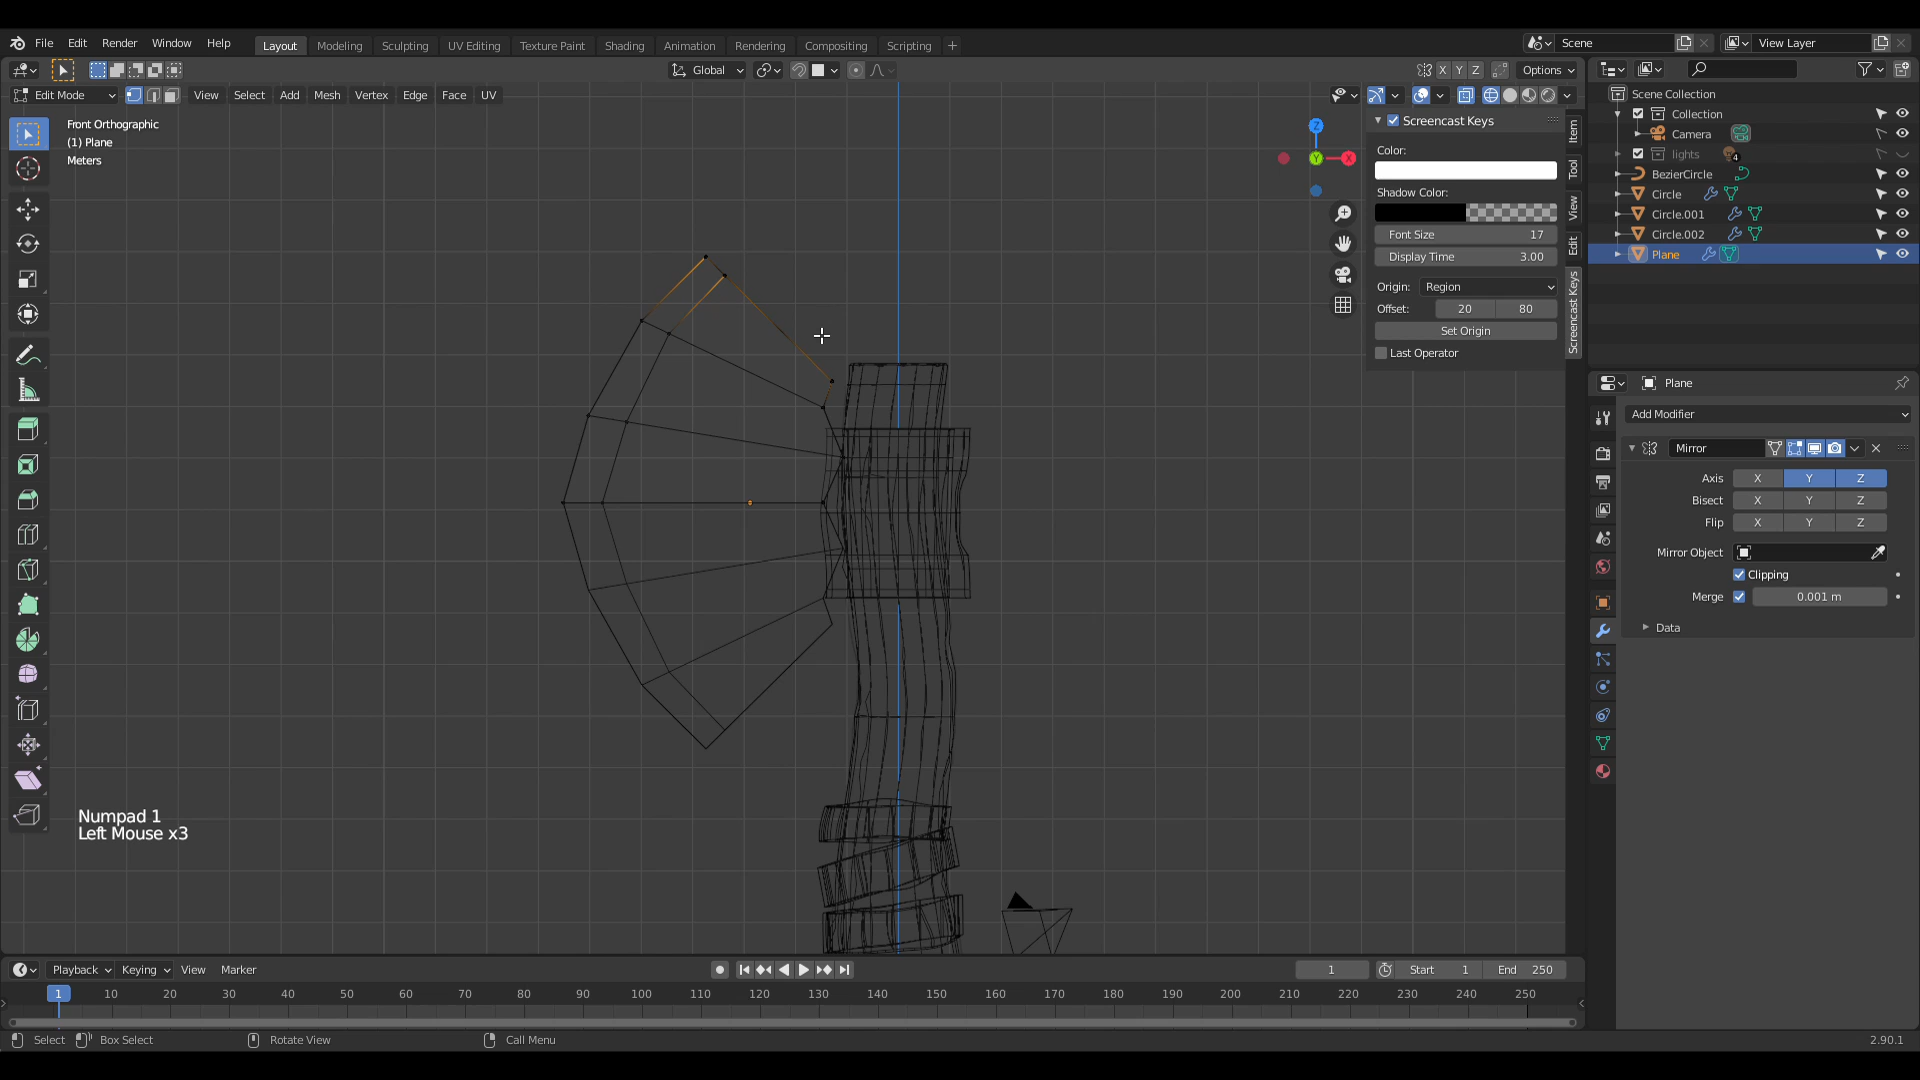 File Edit Render Window Help Layout Modeling Sculpting UV Editing Texture Paint Shading Animation Rendering Compositing Scripting + Scene View Layer
Global X Y Z Options
Edit Mode View Select Add Mesh Vertex Edge Face UV
Front Orthographic
(1) Plane
Meters
Z
Y
X
Screencast Keys
Color:
Shadow Color:
Font Size 17
Display Time 3.00
Origin: Region
Offset: 20 80
Set Origin
Last Operator
Item
Tool
View
Edit
Screencast Keys
Scene Collection
Collection
Camera
lights 4
BezierCircle
Circle
Circle.001
Circle.002
Plane
Plane
Add Modifier
Mirror
Axis X Y Z
Bisect X Y Z
Flip X Y Z
Mirror Object
Clipping
Merge 0.001 m
Data
Numpad 1
Left Mouse x3
Playback Keying View Marker 1 Start 1 End 250
1 10 20 30 40 50 60 70 80 90 100 110 120 130 140 150 160 170 180 190 200 210 220 230 240 250
Select Box Select Rotate View Call Menu 2.90.1